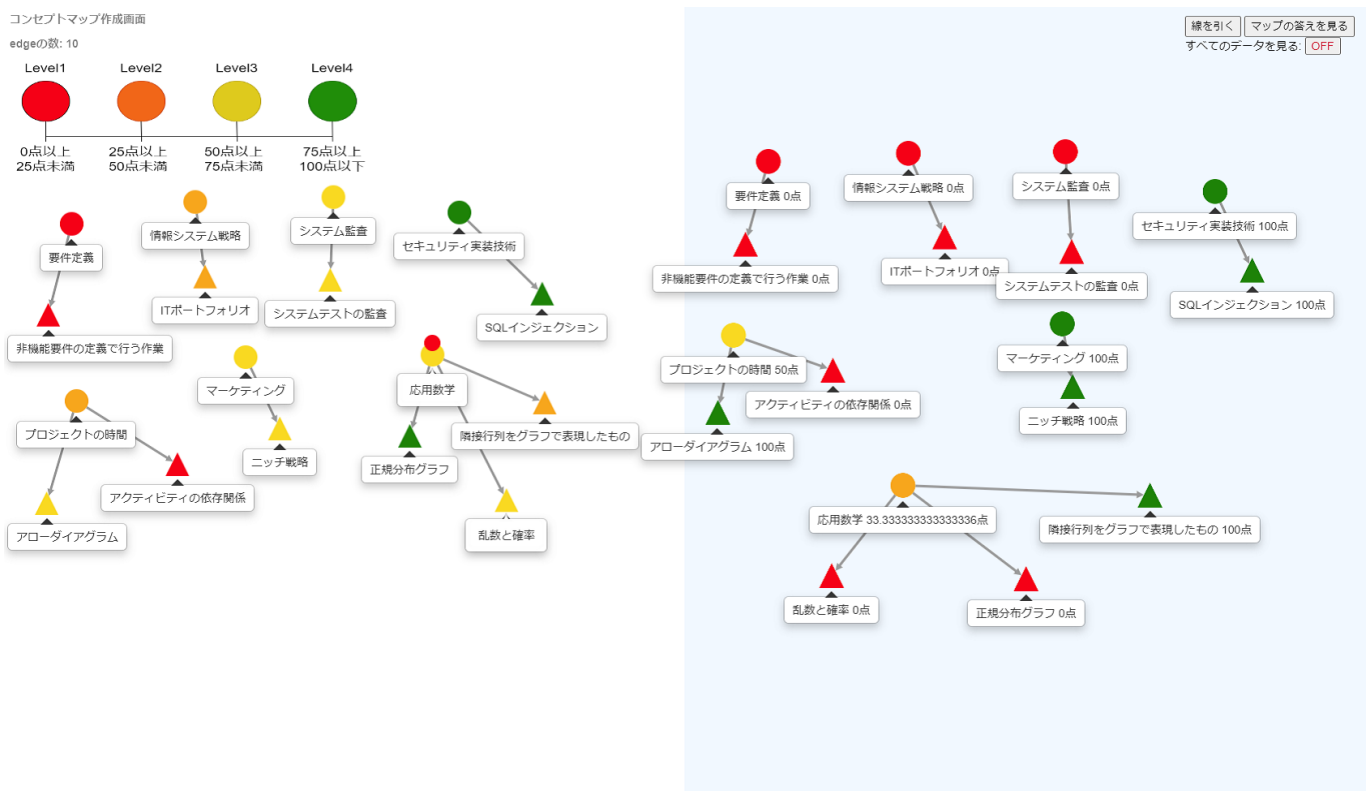 コンセプトマップ作成画面
edgeの数: 10
Level1
Level2
Level3
Level4
0点以上
25点未満
25点以上
50点未満
50点以上
75点未満
75点以上
100点以下
要件定義
情報システム戦略
システム監査
セキュリティ実装技術
非機能要件の定義で行う作業
ITポートフォリオ
システムテストの監査
SQLインジェクション
プロジェクトの時間
マーケティング
応用数学
アクティビティの依存関係
アローダイアグラム
ニッチ戦略
正規分布グラフ
隣接行列をグラフで表現したもの
乱数と確率
線を引く
マップの答えを見る
すべてのデータを見る: OFF
要件定義 0点
情報システム戦略 0点
システム監査 0点
セキュリティ実装技術 100点
非機能要件の定義で行う作業 0点
ITポートフォリオ 0点
システムテストの監査 0点
SQLインジェクション 100点
プロジェクトの時間 50点
マーケティング 100点
アクティビティの依存関係 0点
アローダイアグラム 100点
ニッチ戦略 100点
応用数学 33.333333333333336点
隣接行列をグラフで表現したもの 100点
乱数と確率 0点
正規分布グラフ 0点